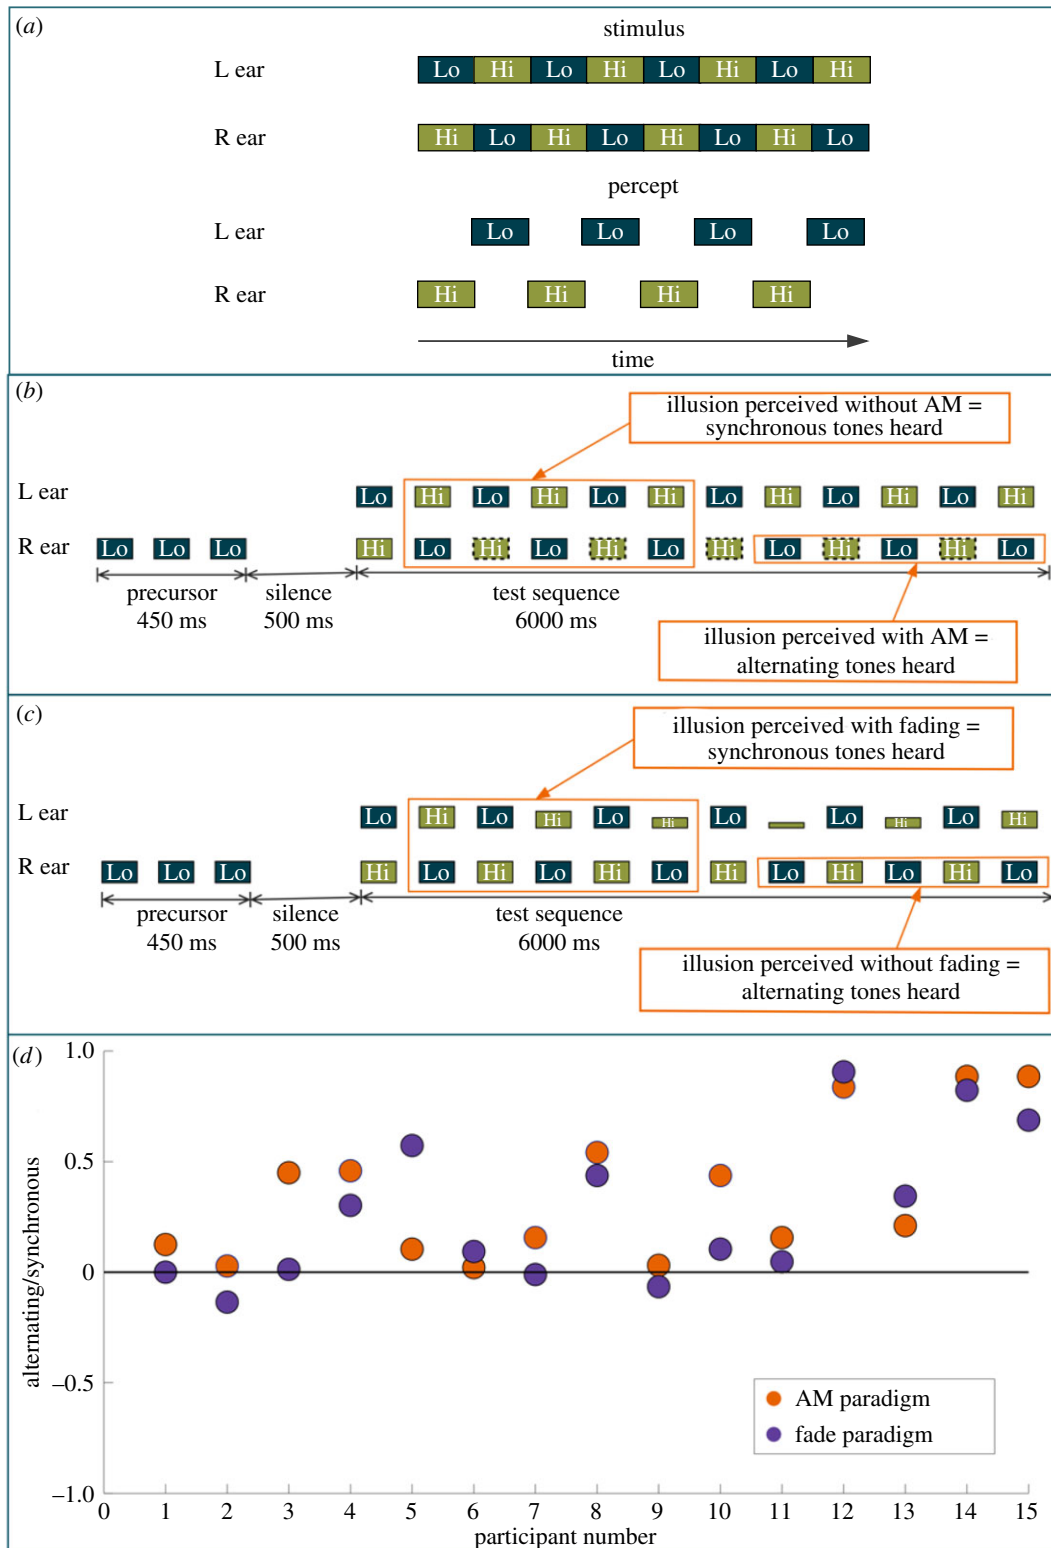 (a)
stimulus
L ear Lo Hi Lo Hi Lo Hi Lo Hi
R ear Hi Lo Hi Lo Hi Lo Hi Lo
percept
L ear Lo Lo Lo Lo
R ear Hi Hi Hi Hi
time
(b)
illusion perceived without AM =
synchronous tones heard
L ear Lo Hi Lo Hi Lo Hi Lo Hi Lo Hi Lo Hi
R ear Lo Lo Lo Hi Lo Hi Lo Hi Lo Hi Lo Hi Lo Hi Lo
precursor silence test sequence
450 ms 500 ms 6000 ms
illusion perceived with AM =
alternating tones heard
(c)
illusion perceived with fading =
synchronous tones heard
L ear Lo Hi Lo Hi Lo Hi Lo Lo Hi Lo Hi
R ear Lo Lo Lo Hi Lo Hi Lo Hi Lo Hi Lo Hi Lo Hi Lo
precursor silence test sequence
450 ms 500 ms 6000 ms
illusion perceived without fading =
alternating tones heard
(d)
alternating/synchronous
1.0
0.5
0
–0.5
–1.0
AM paradigm
fade paradigm
0 1 2 3 4 5 6 7 8 9 10 11 12 13 14 15
participant number